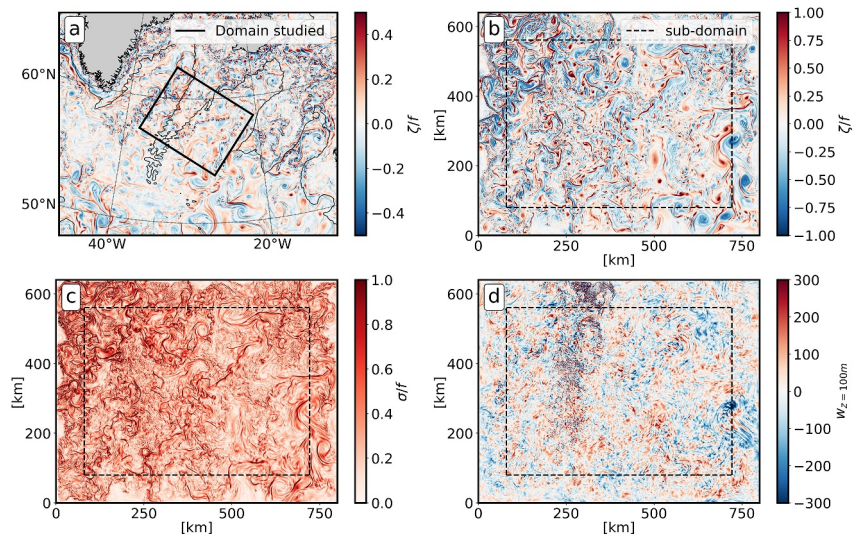 a
Domain studied
60°N
50°N
40°W
20°W
0.4
0.2
0.0
−0.2
−0.4
ζ/f
b
sub-domain
600
400
200
0
[km]
0
250
500
750
[km]
1.00
0.75
0.50
0.25
0.00
−0.25
−0.50
−0.75
−1.00
ζ/f
c
600
400
200
0
[km]
0
250
500
750
[km]
1.0
0.8
0.6
0.4
0.2
0.0
σ/f
d
600
400
200
0
[km]
0
250
500
750
[km]
300
200
100
0
−100
−200
−300
w_{z=100m}